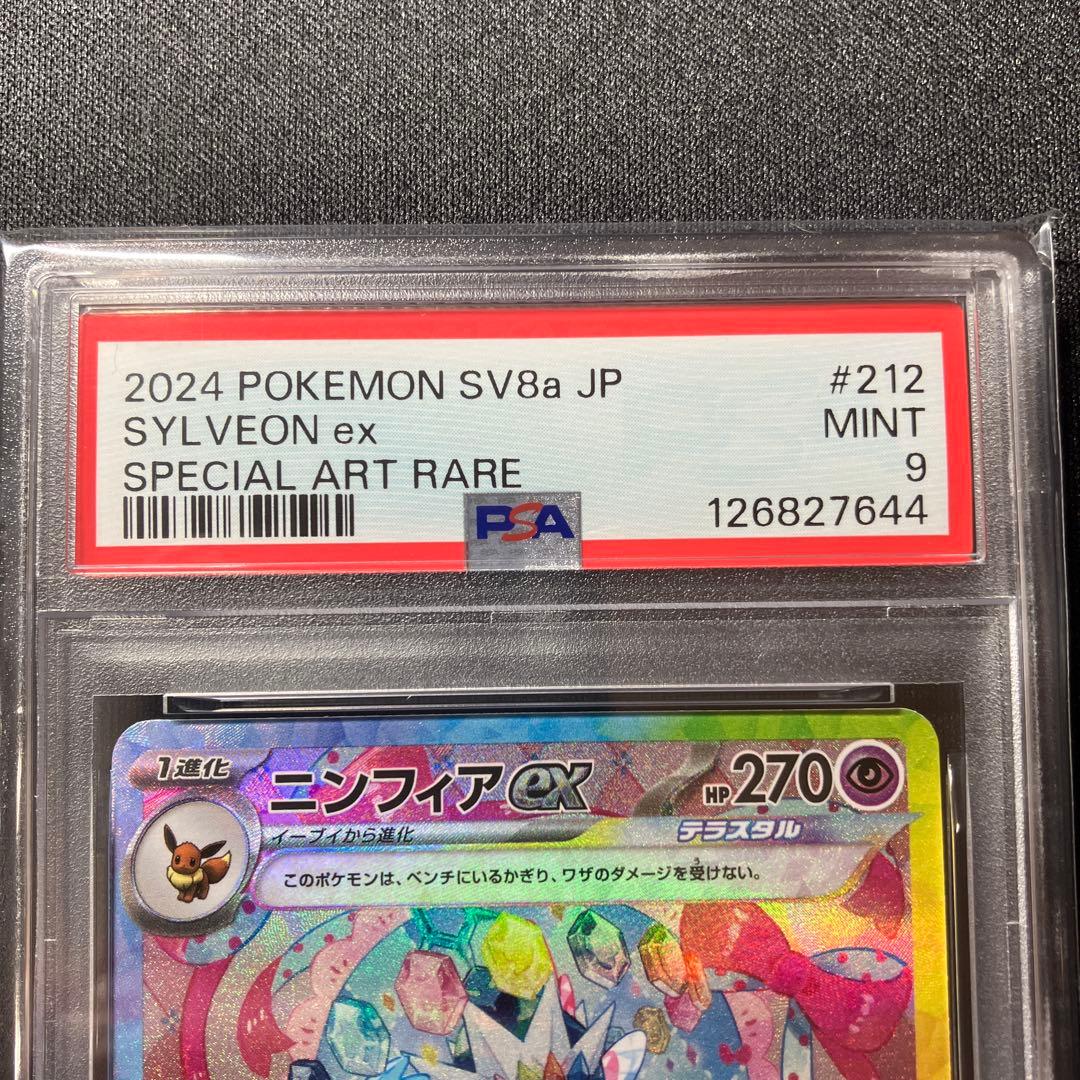 2024 POKEMON SV8a JP #212
SYLVEON ex MINT
SPECIAL ART RARE 9
PSA 126827644
1進化 ニンフィアex HP270
イーブイから進化 テラスタル
このポケモンは、ベンチにいるかぎり、ワザのダメージを受けない。